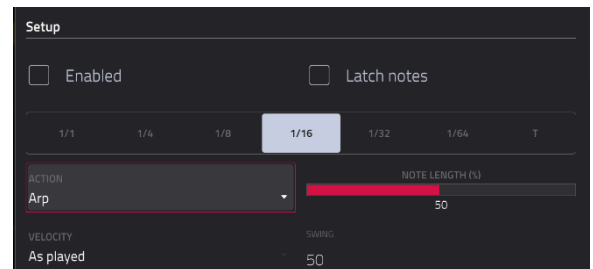 Setup
Enabled
Latch notes
1/1 1/4 1/8 1/16 1/32 1/64 T
ACTION
Arp
NOTE LENGTH (%)
50
VELOCITY
As played
SWING
50